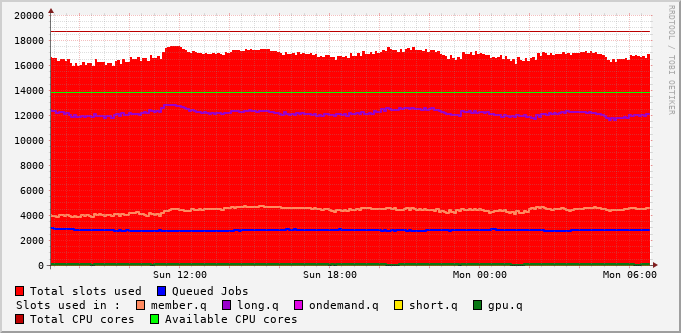 20000
18000
16000
14000
12000
10000
8000
6000
4000
2000
0
Sun 12:00 Sun 18:00 Mon 00:00 Mon 06:00
Total slots used Queued Jobs
Slots used in : member.q long.q ondemand.q short.q gpu.q
Total CPU cores Available CPU cores
RRDTOOL / TOBI OETIKER